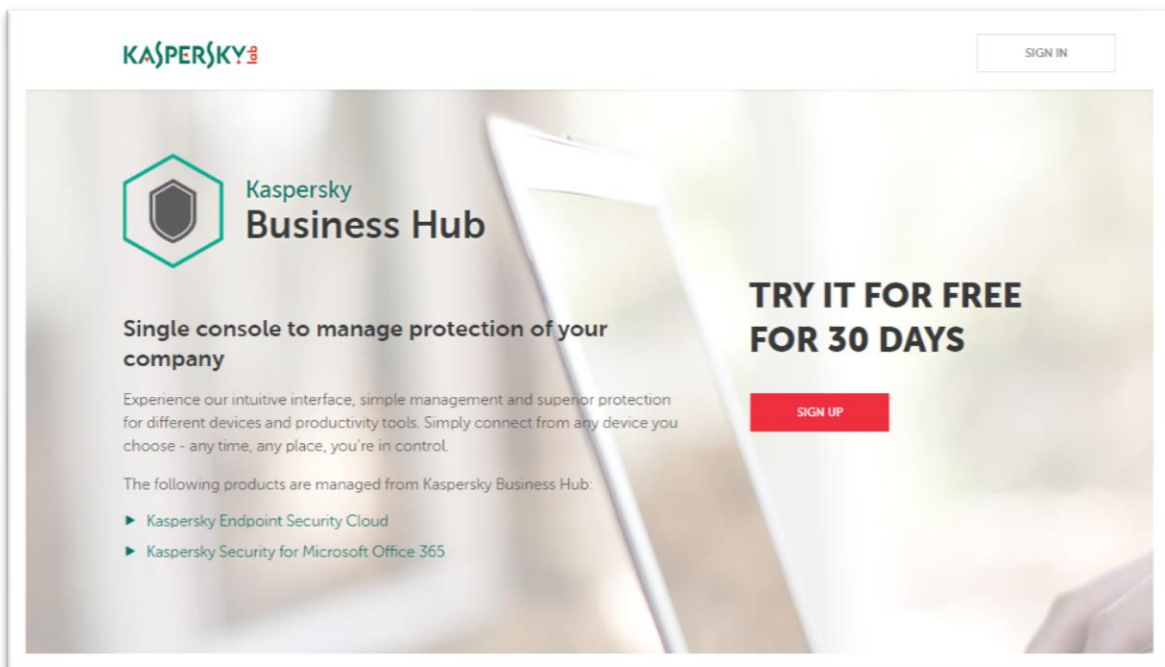 KASPERSKY lab
SIGN IN
Kaspersky
Business Hub
Single console to manage protection of your
company
Experience our intuitive interface, simple management and superior protection
for different devices and productivity tools. Simply connect from any device you
choose - any time, any place, you're in control.
The following products are managed from Kaspersky Business Hub:
Kaspersky Endpoint Security Cloud
Kaspersky Security for Microsoft Office 365
TRY IT FOR FREE
FOR 30 DAYS
SIGN UP